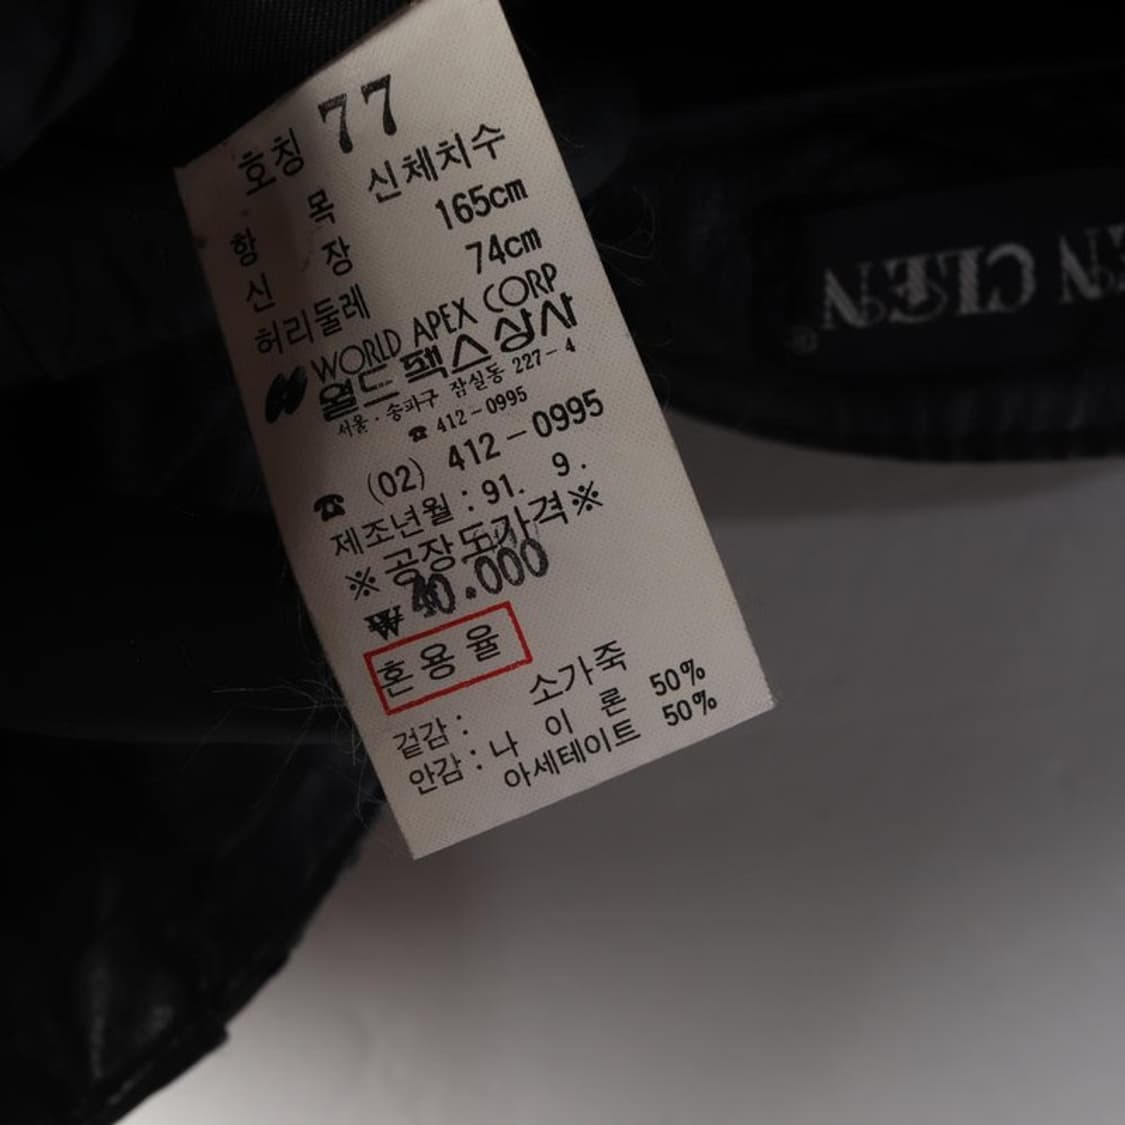 호칭 77
항 목 신체치수
신 장 165cm
허리둘레 74cm
WORLD APEX CORP
월드팩스상사
서울·송파구 잠실동 227-4
☎ 412-0995
☎ (02) 412-0995
제조년월 : 91. 9.
※공장도가격※
₩ 40.000
혼용율
겉감 : 소가죽
안감 : 나 이 론 50%
아세테이트 50%